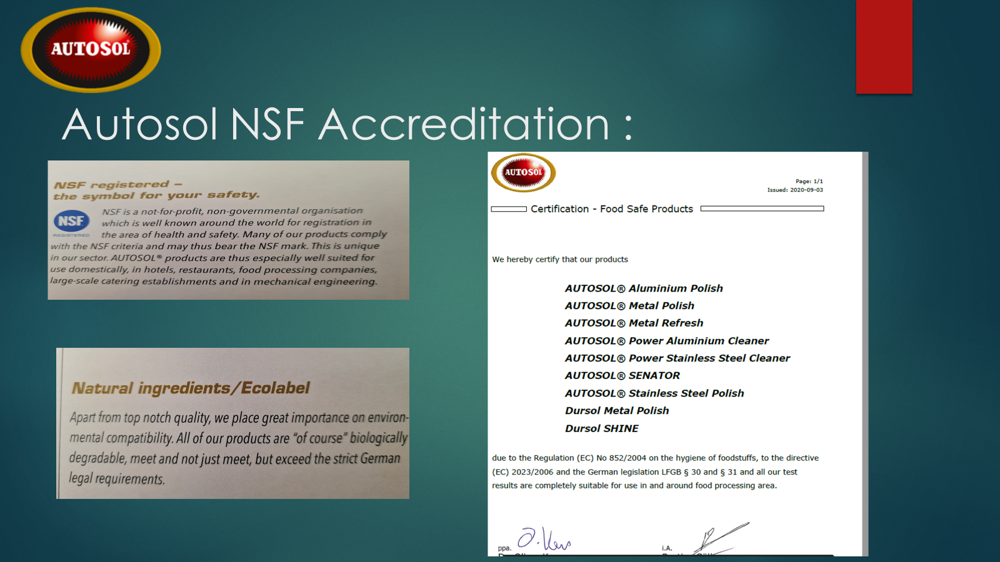 AUTOSOL®
Autosol NSF Accreditation :
NSF registered –
the symbol for your safety.
NSF
REGISTERED
NSF is a not-for-profit, non-governmental organisation
which is well known around the world for registration in
the area of health and safety. Many of our products comply
with the NSF criteria and may thus bear the NSF mark. This is unique
in our sector. AUTOSOL® products are thus especially well suited for
use domestically, in hotels, restaurants, food processing companies,
large-scale catering establishments and in mechanical engineering.
Natural ingredients/Ecolabel
Apart from top notch quality, we place great importance on environ-
mental compatibility. All of our products are “of course” biologically
degradable, meet and not just meet, but exceed the strict German
legal requirements.
AUTOSOL
Page: 1/1
Issued: 2020-09-03
Certification - Food Safe Products
We hereby certify that our products
AUTOSOL® Aluminium Polish
AUTOSOL® Metal Polish
AUTOSOL® Metal Refresh
AUTOSOL® Power Aluminium Cleaner
AUTOSOL® Power Stainless Steel Cleaner
AUTOSOL® SENATOR
AUTOSOL® Stainless Steel Polish
Dursol Metal Polish
Dursol SHINE
due to the Regulation (EC) No 852/2004 on the hygiene of foodstuffs, to the directive
(EC) 2023/2006 and the German legislation LFGB § 30 and § 31 and all our test
results are completely suitable for use in and around food processing area.
ppa.
i.A.